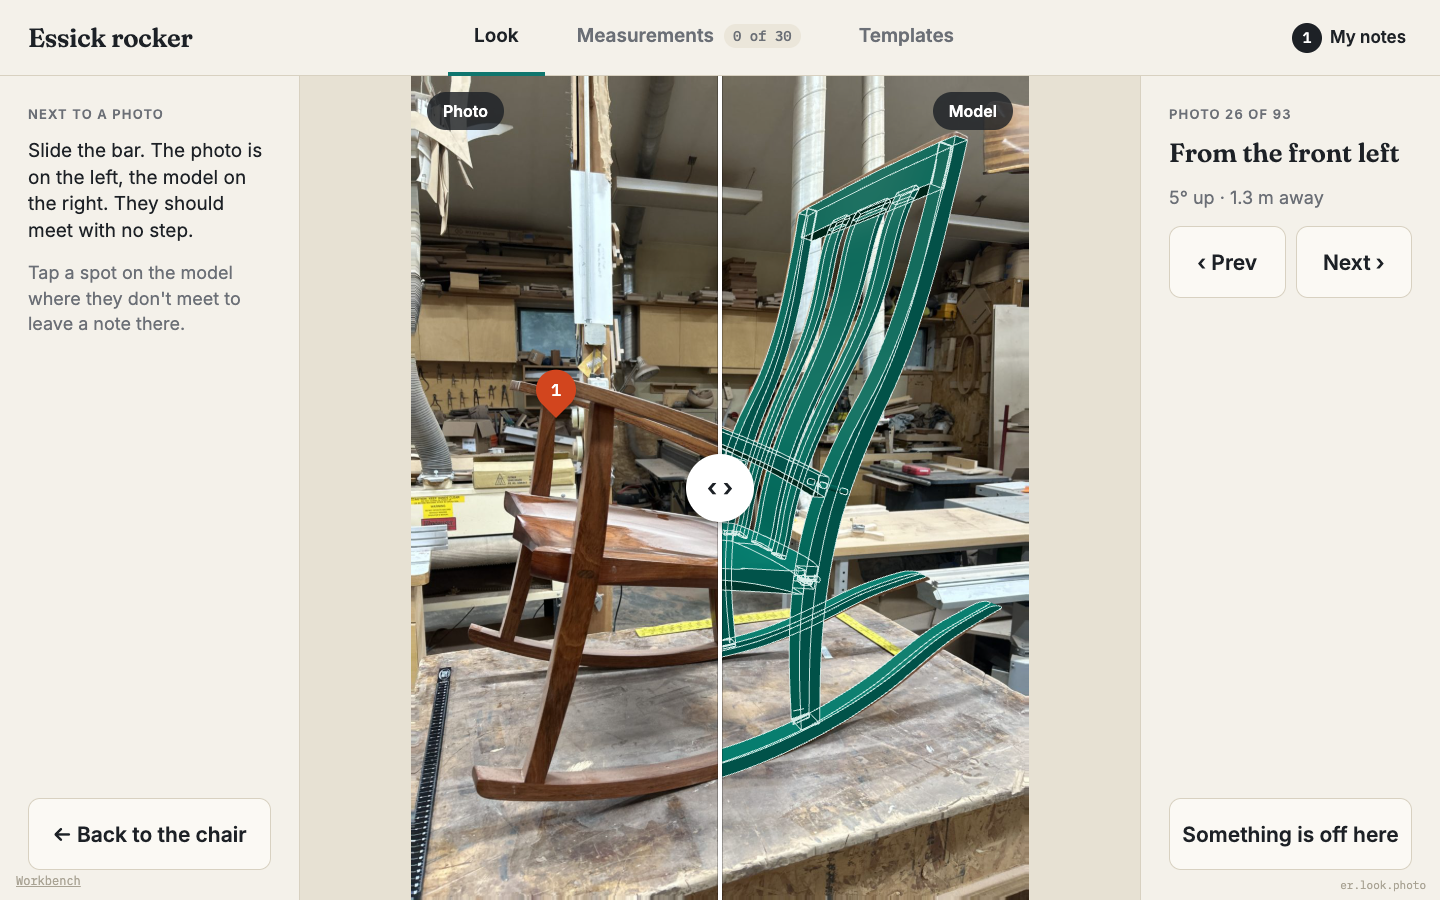 Essick rocker
Look
Measurements 0 of 30
Templates
1 My notes
NEXT TO A PHOTO
Slide the bar. The photo is
on the left, the model on
the right. They should
meet with no step.
Tap a spot on the model
where they don't meet to
leave a note there.
← Back to the chair
Workbench
Photo
Model
1
‹ ›
PHOTO 26 OF 93
From the front left
5° up · 1.3 m away
‹ Prev
Next ›
Something is off here
er.look.photo